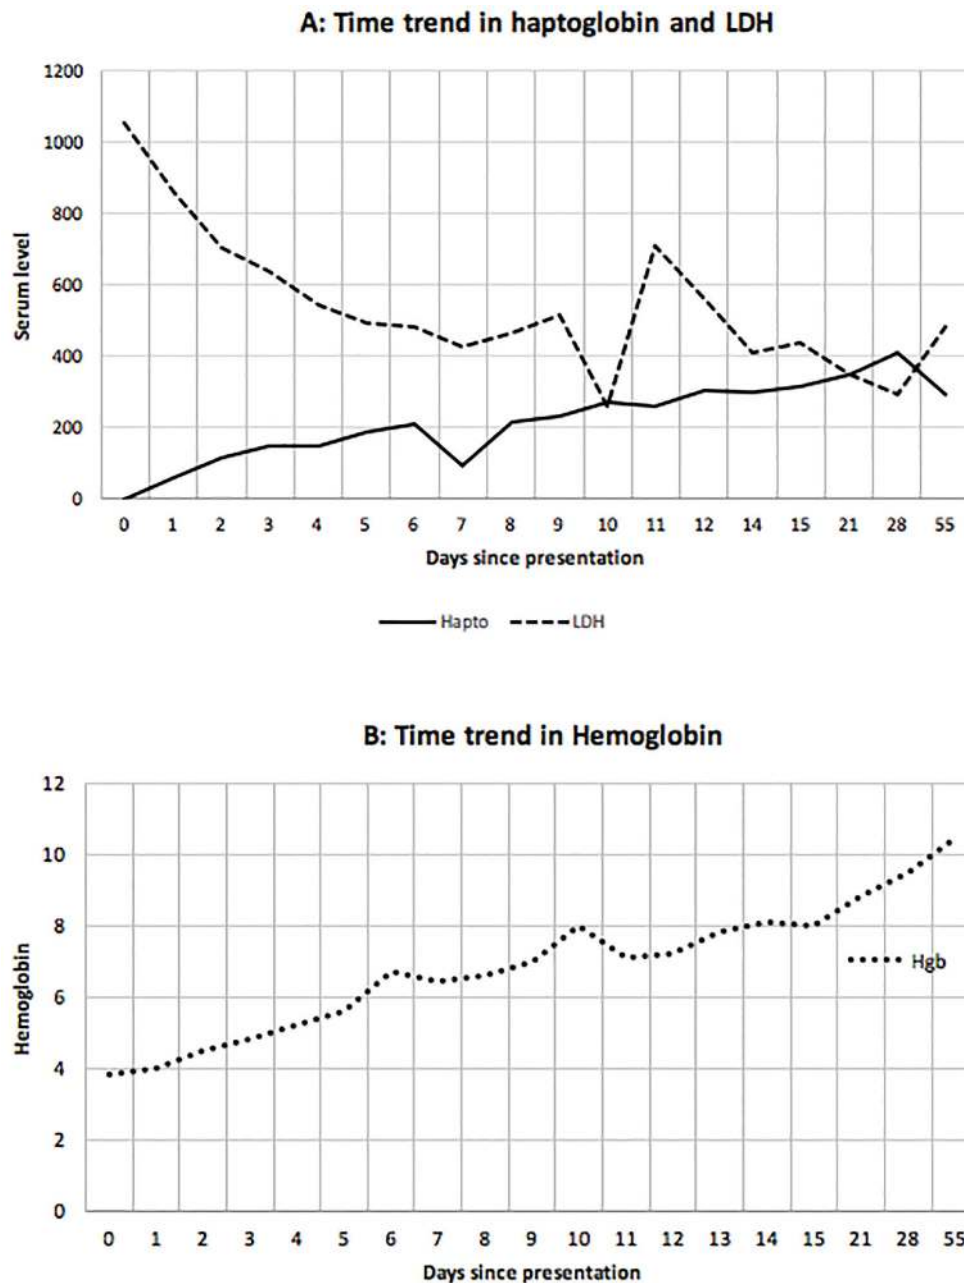 A: Time trend in haptoglobin and LDH
1200
1000
800
600
400
200
0
Serum level
0 1 2 3 4 5 6 7 8 9 10 11 12 14 15 21 28 55
Days since presentation
Hapto LDH
B: Time trend in Hemoglobin
12
10
8
6
4
2
0
Hemoglobin
Hgb
0 1 2 3 4 5 6 7 8 9 10 11 12 13 14 15 21 28 55
Days since presentation